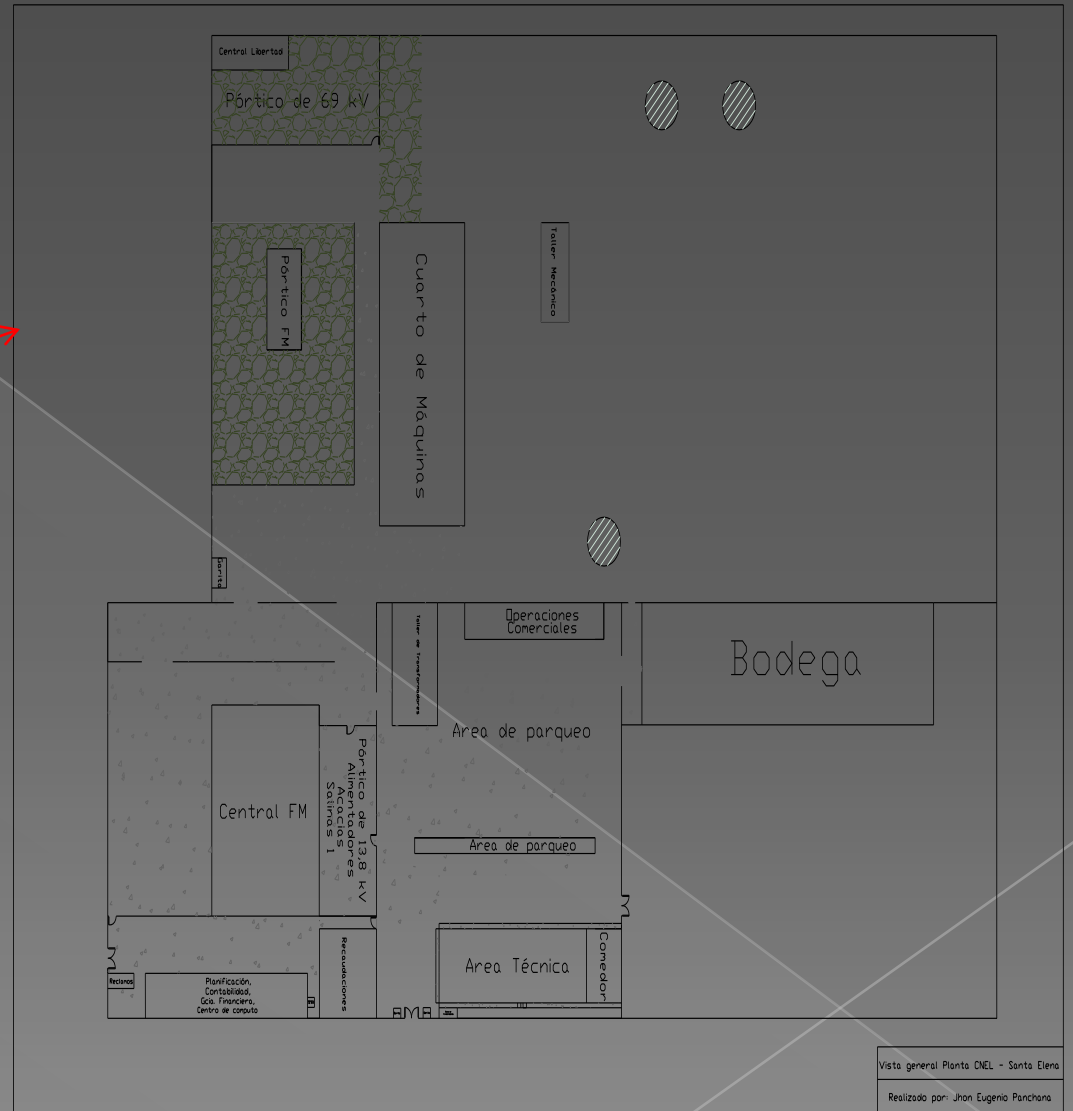 Central Libertad
Pórtico de 69 kV
Pórtico FM
Cuarto de Máquinas
Taller Mecánico
Garita
Taller de Transformadores
Operaciones
Comerciales
Bodega
Area de parqueo
Central FM
Pórtico de 13,8 kV
Alimentadores
Acacias
Salinas 1
Area de parqueo
Recaudaciones
Area Técnica
Comedor
Reclamos
Planificación,
Contabilidad,
Gcia. Financiera,
Centro de computo
Vista general Planta CNEL - Santa Elena
Realizado por: Jhon Eugenio Panchana